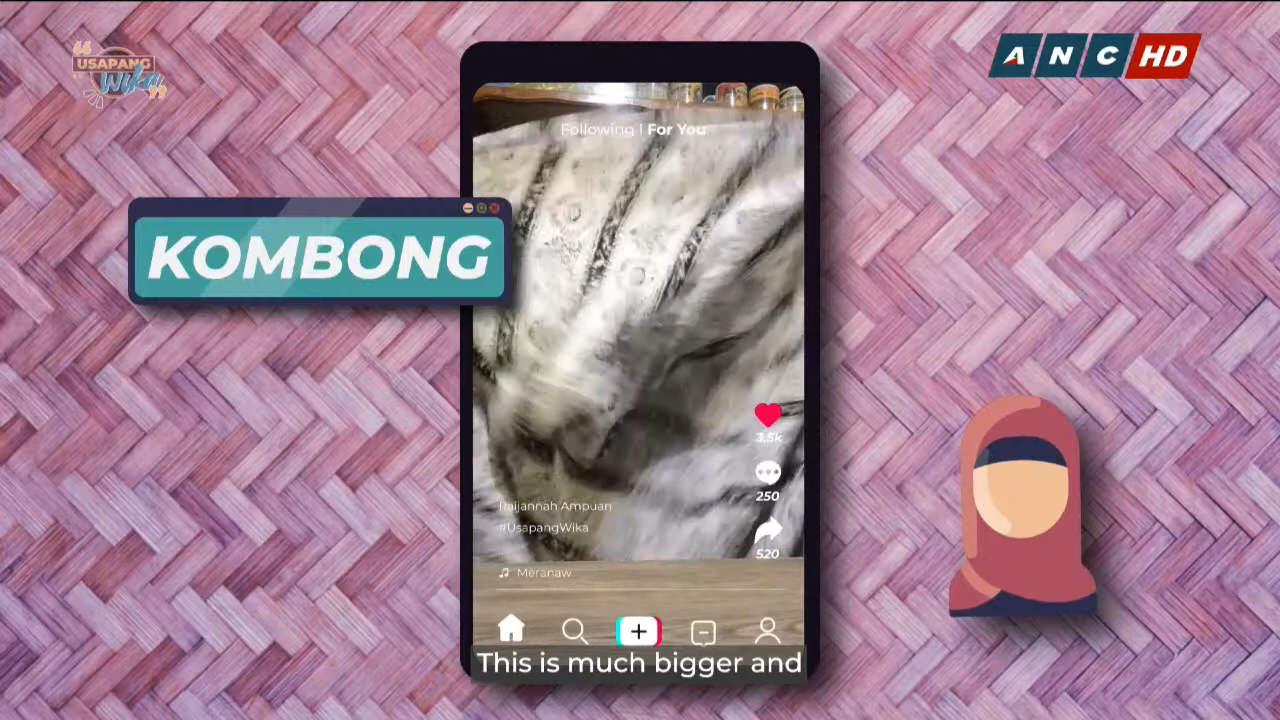 USAPANG
Wika
ANC HD
Following | For You
KOMBONG
3.5k
250
Raijannah Ampuan
#UsapangWika
520
Meranaw
This is much bigger and